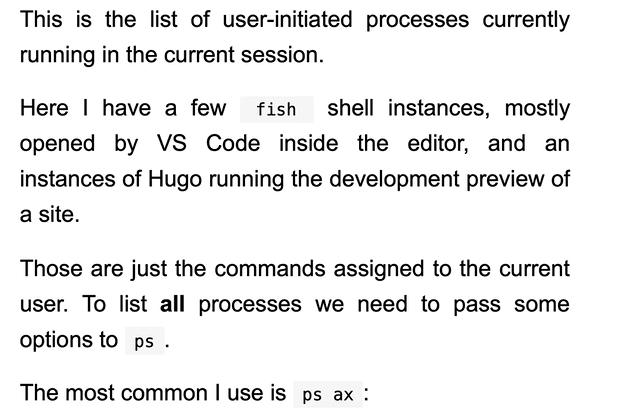 This is the list of user-initiated processes currently
running in the current session.
Here I have a few fish shell instances, mostly
opened by VS Code inside the editor, and an
instances of Hugo running the development preview of
a site.
Those are just the commands assigned to the current
user. To list all processes we need to pass some
options to ps .
The most common I use is ps ax :